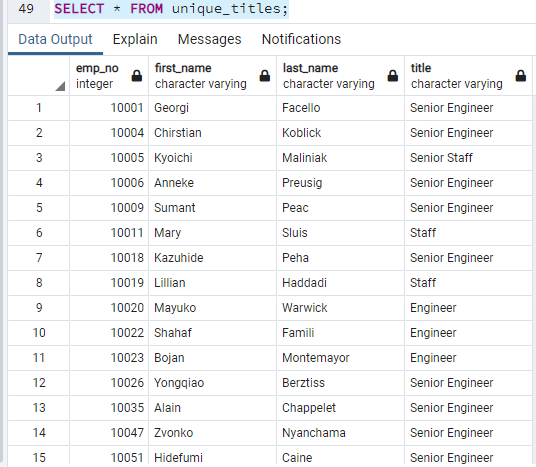 49 SELECT * FROM unique_titles;
Data Output Explain Messages Notifications
emp_no first_name last_name title
integer character varying character varying character varying
1 10001 Georgi Facello Senior Engineer
2 10004 Chirstian Koblick Senior Engineer
3 10005 Kyoichi Maliniak Senior Staff
4 10006 Anneke Preusig Senior Engineer
5 10009 Sumant Peac Senior Engineer
6 10011 Mary Sluis Staff
7 10018 Kazuhide Peha Senior Engineer
8 10019 Lillian Haddadi Staff
9 10020 Mayuko Warwick Engineer
10 10022 Shahaf Famili Engineer
11 10023 Bojan Montemayor Engineer
12 10026 Yongqiao Berztiss Senior Engineer
13 10035 Alain Chappelet Senior Engineer
14 10047 Zvonko Nyanchama Senior Engineer
15 10051 Hidefumi Caine Senior Engineer